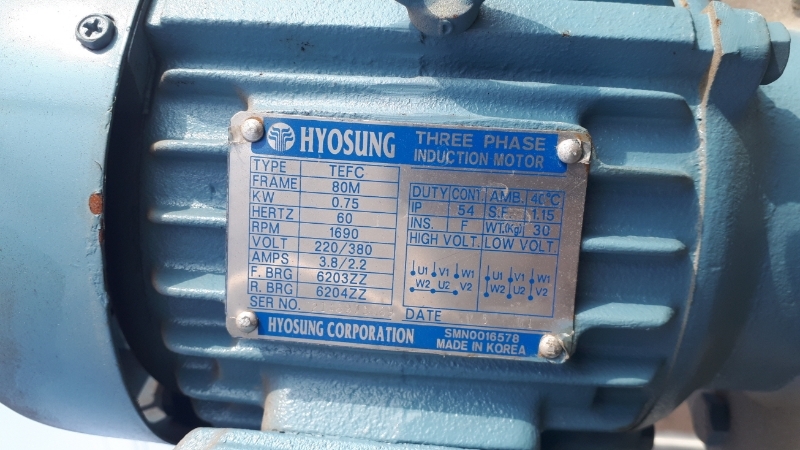 HYOSUNG THREE PHASE INDUCTION MOTOR
TYPE TEFC
FRAME 80M
KW 0.75
HERTZ 60
RPM 1690
VOLT 220/380
AMPS 3.8/2.2
F. BRG 6203ZZ
R. BRG 6204ZZ
SER NO.
DUTY CONT. AMB. 40°C
IP 54 S.F 1.15
INS. F WT.(Kg) 30
HIGH VOLT. LOW VOLT.
U1 V1 W1 U1 V1 W1
W2 U2 V2 W2 U2 V2
DATE
HYOSUNG CORPORATION
SMN0016578
MADE IN KOREA